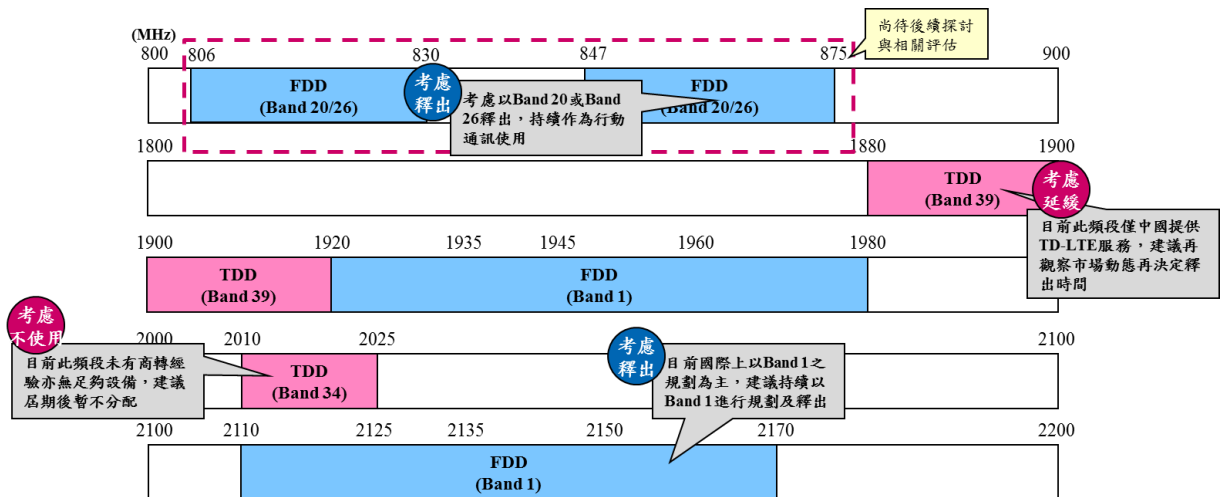 (MHz)
800
806
830
847
875
900
尚待後續探討
與相關評估
FDD
(Band 20/26)
考慮
釋出
FDD
(Band 20/26)
考慮以Band 20或Band
26釋出，持續作為行動
通訊使用
1800
1880
1900
TDD
(Band 39)
考慮
延緩
目前此頻段僅中國提供
TD-LTE服務，建議再
觀察市場動態再決定釋
出時間
1900
1920
1935
1945
1960
1980
TDD
(Band 39)
FDD
(Band 1)
考慮
不使用
2000
2010
2025
2100
目前此頻段未有商轉經
驗亦無足夠設備，建議
屆期後暫不分配
TDD
(Band 34)
考慮
釋出
目前國際上以Band 1之
規劃為主，建議持續以
Band 1進行規劃及釋出
2100
2110
2125
2135
2150
2170
2200
FDD
(Band 1)